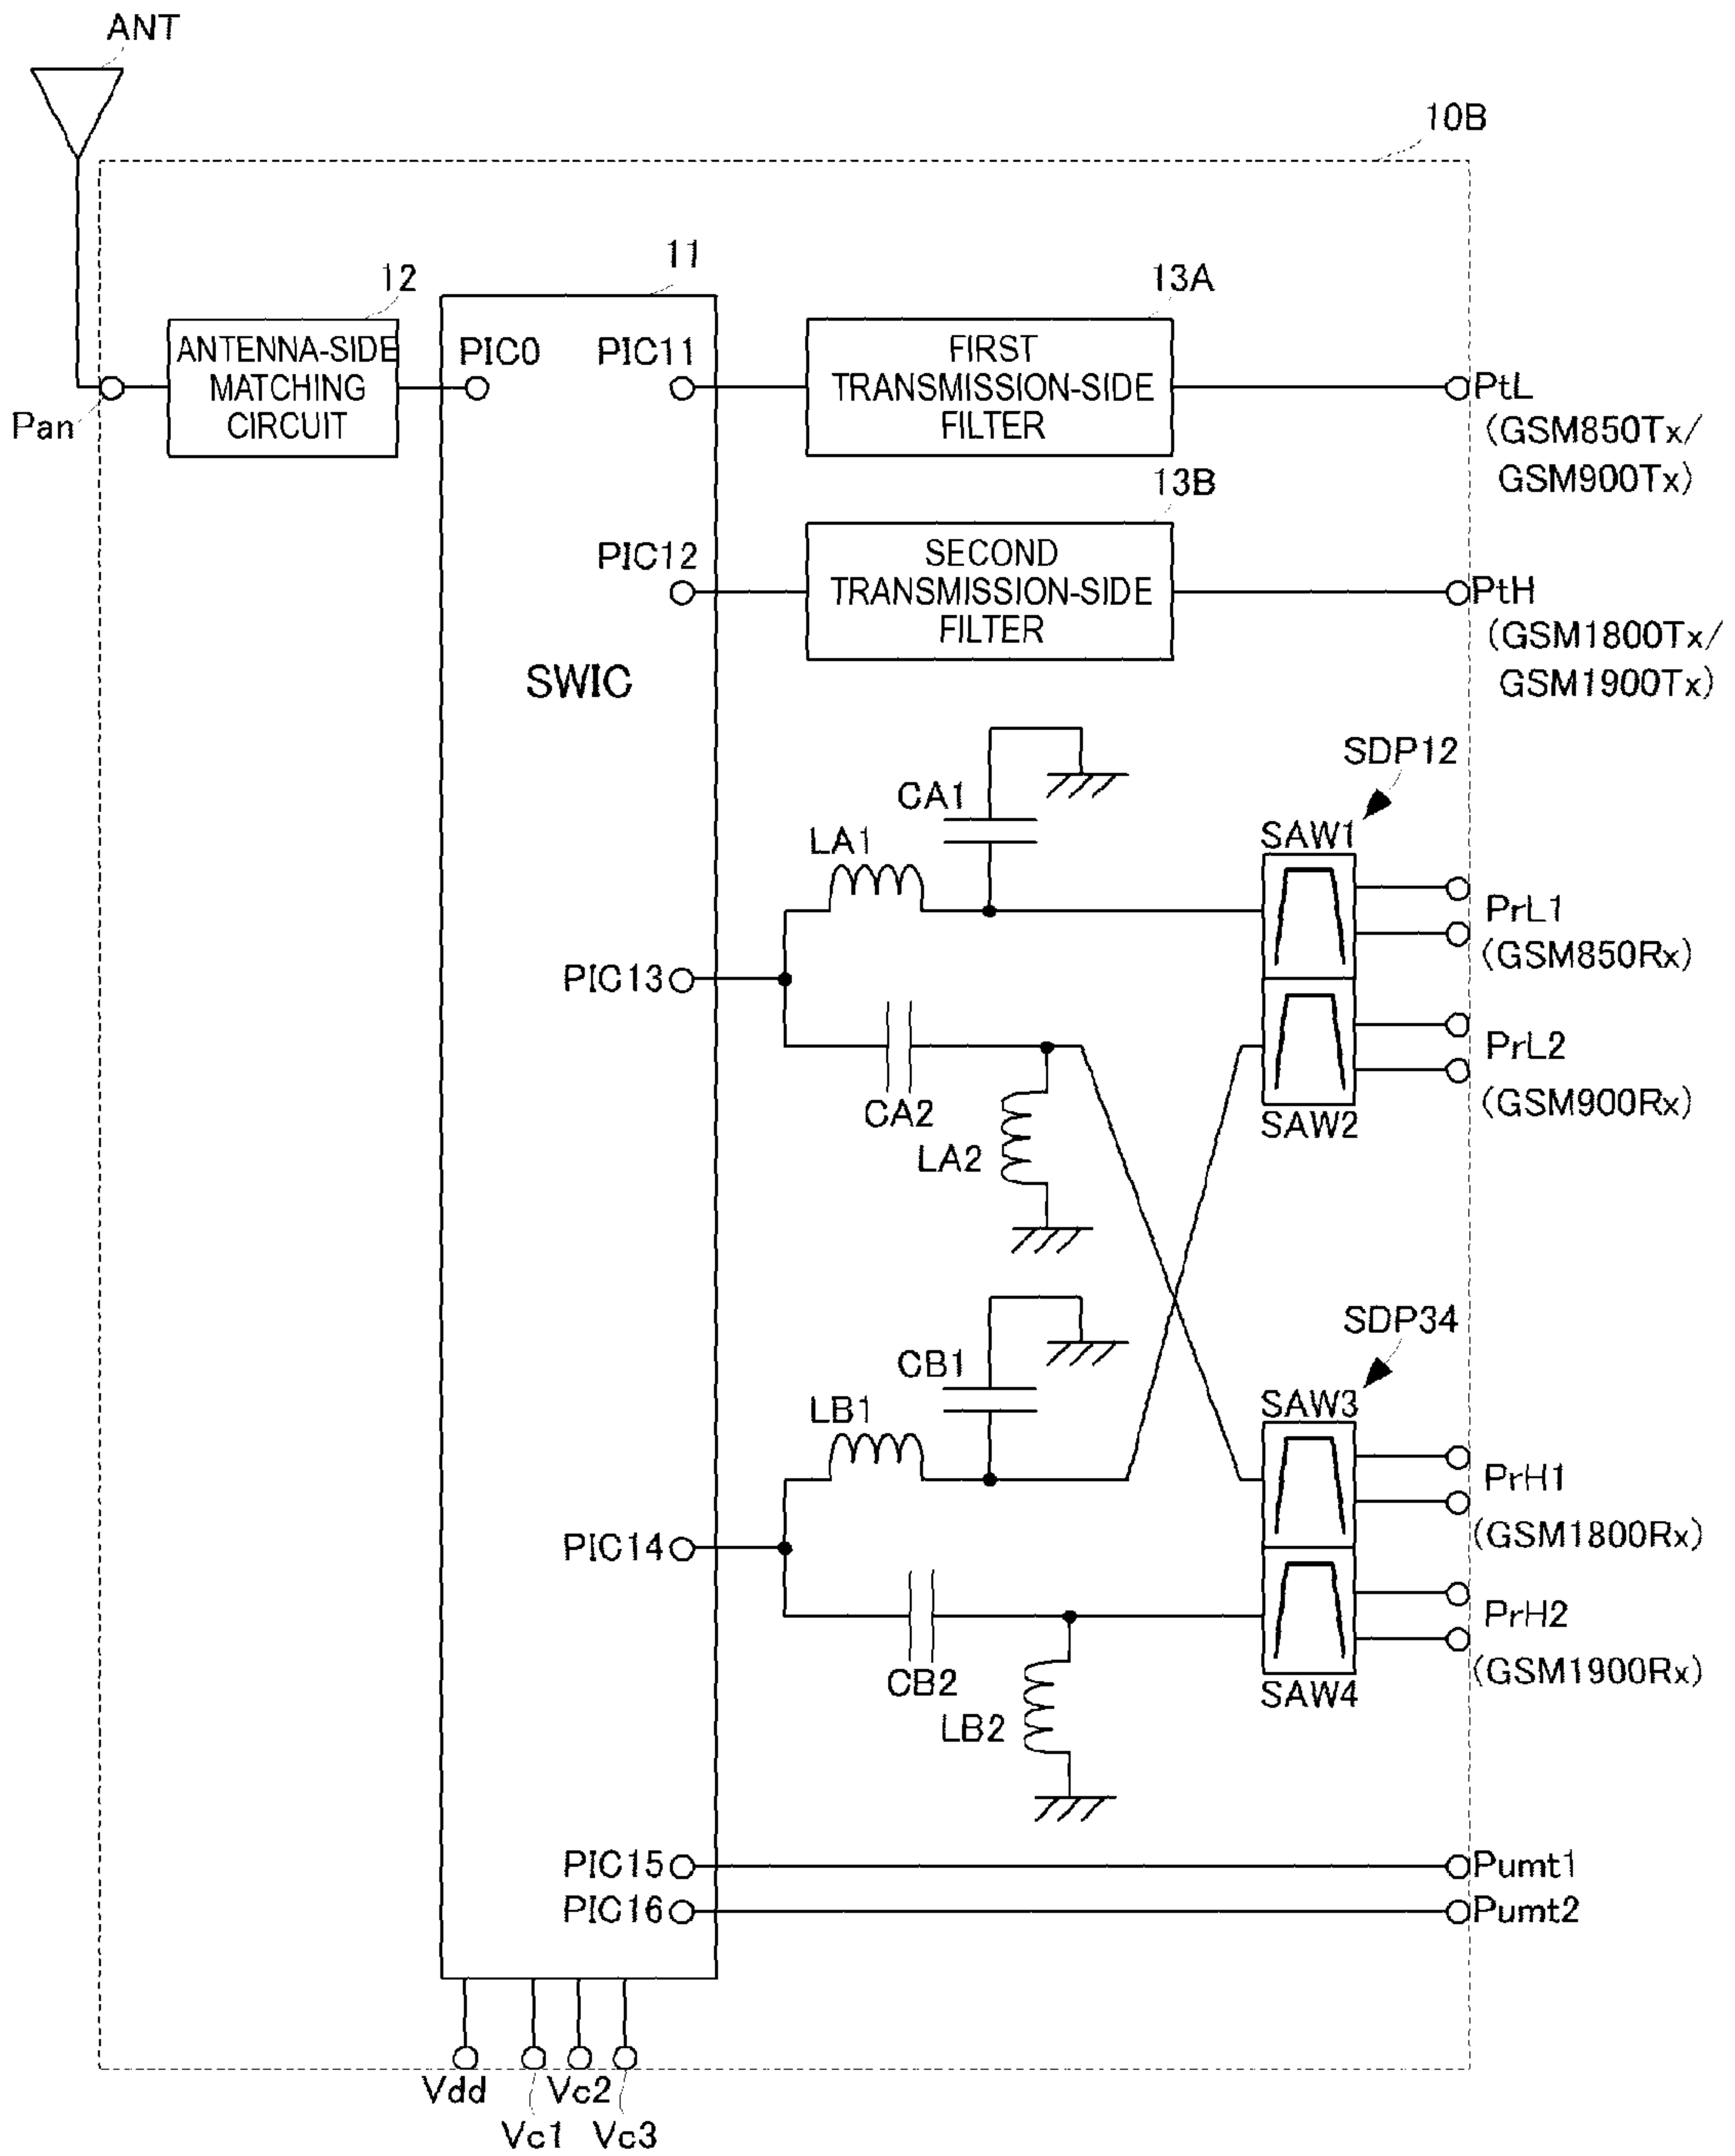 ANT
10B
11
12
13A
ANTENNA-SIDE
MATCHING
CIRCUIT
PIC0
PIC11
FIRST
TRANSMISSION-SIDE
FILTER
PtL
(GSM850Tx/
GSM900Tx)
Pan
13B
PIC12
SECOND
TRANSMISSION-SIDE
FILTER
PtH
(GSM1800Tx/
GSM1900Tx)
SWIC
SDP12
CA1
LA1
SAW1
PrL1
(GSM850Rx)
PIC13
PrL2
(GSM900Rx)
CA2
SAW2
LA2
SDP34
CB1
LB1
SAW3
PrH1
(GSM1800Rx)
PIC14
PrH2
(GSM1900Rx)
CB2
SAW4
LB2
PIC15
Pumt1
PIC16
Pumt2
Vdd
Vc2
Vc1
Vc3